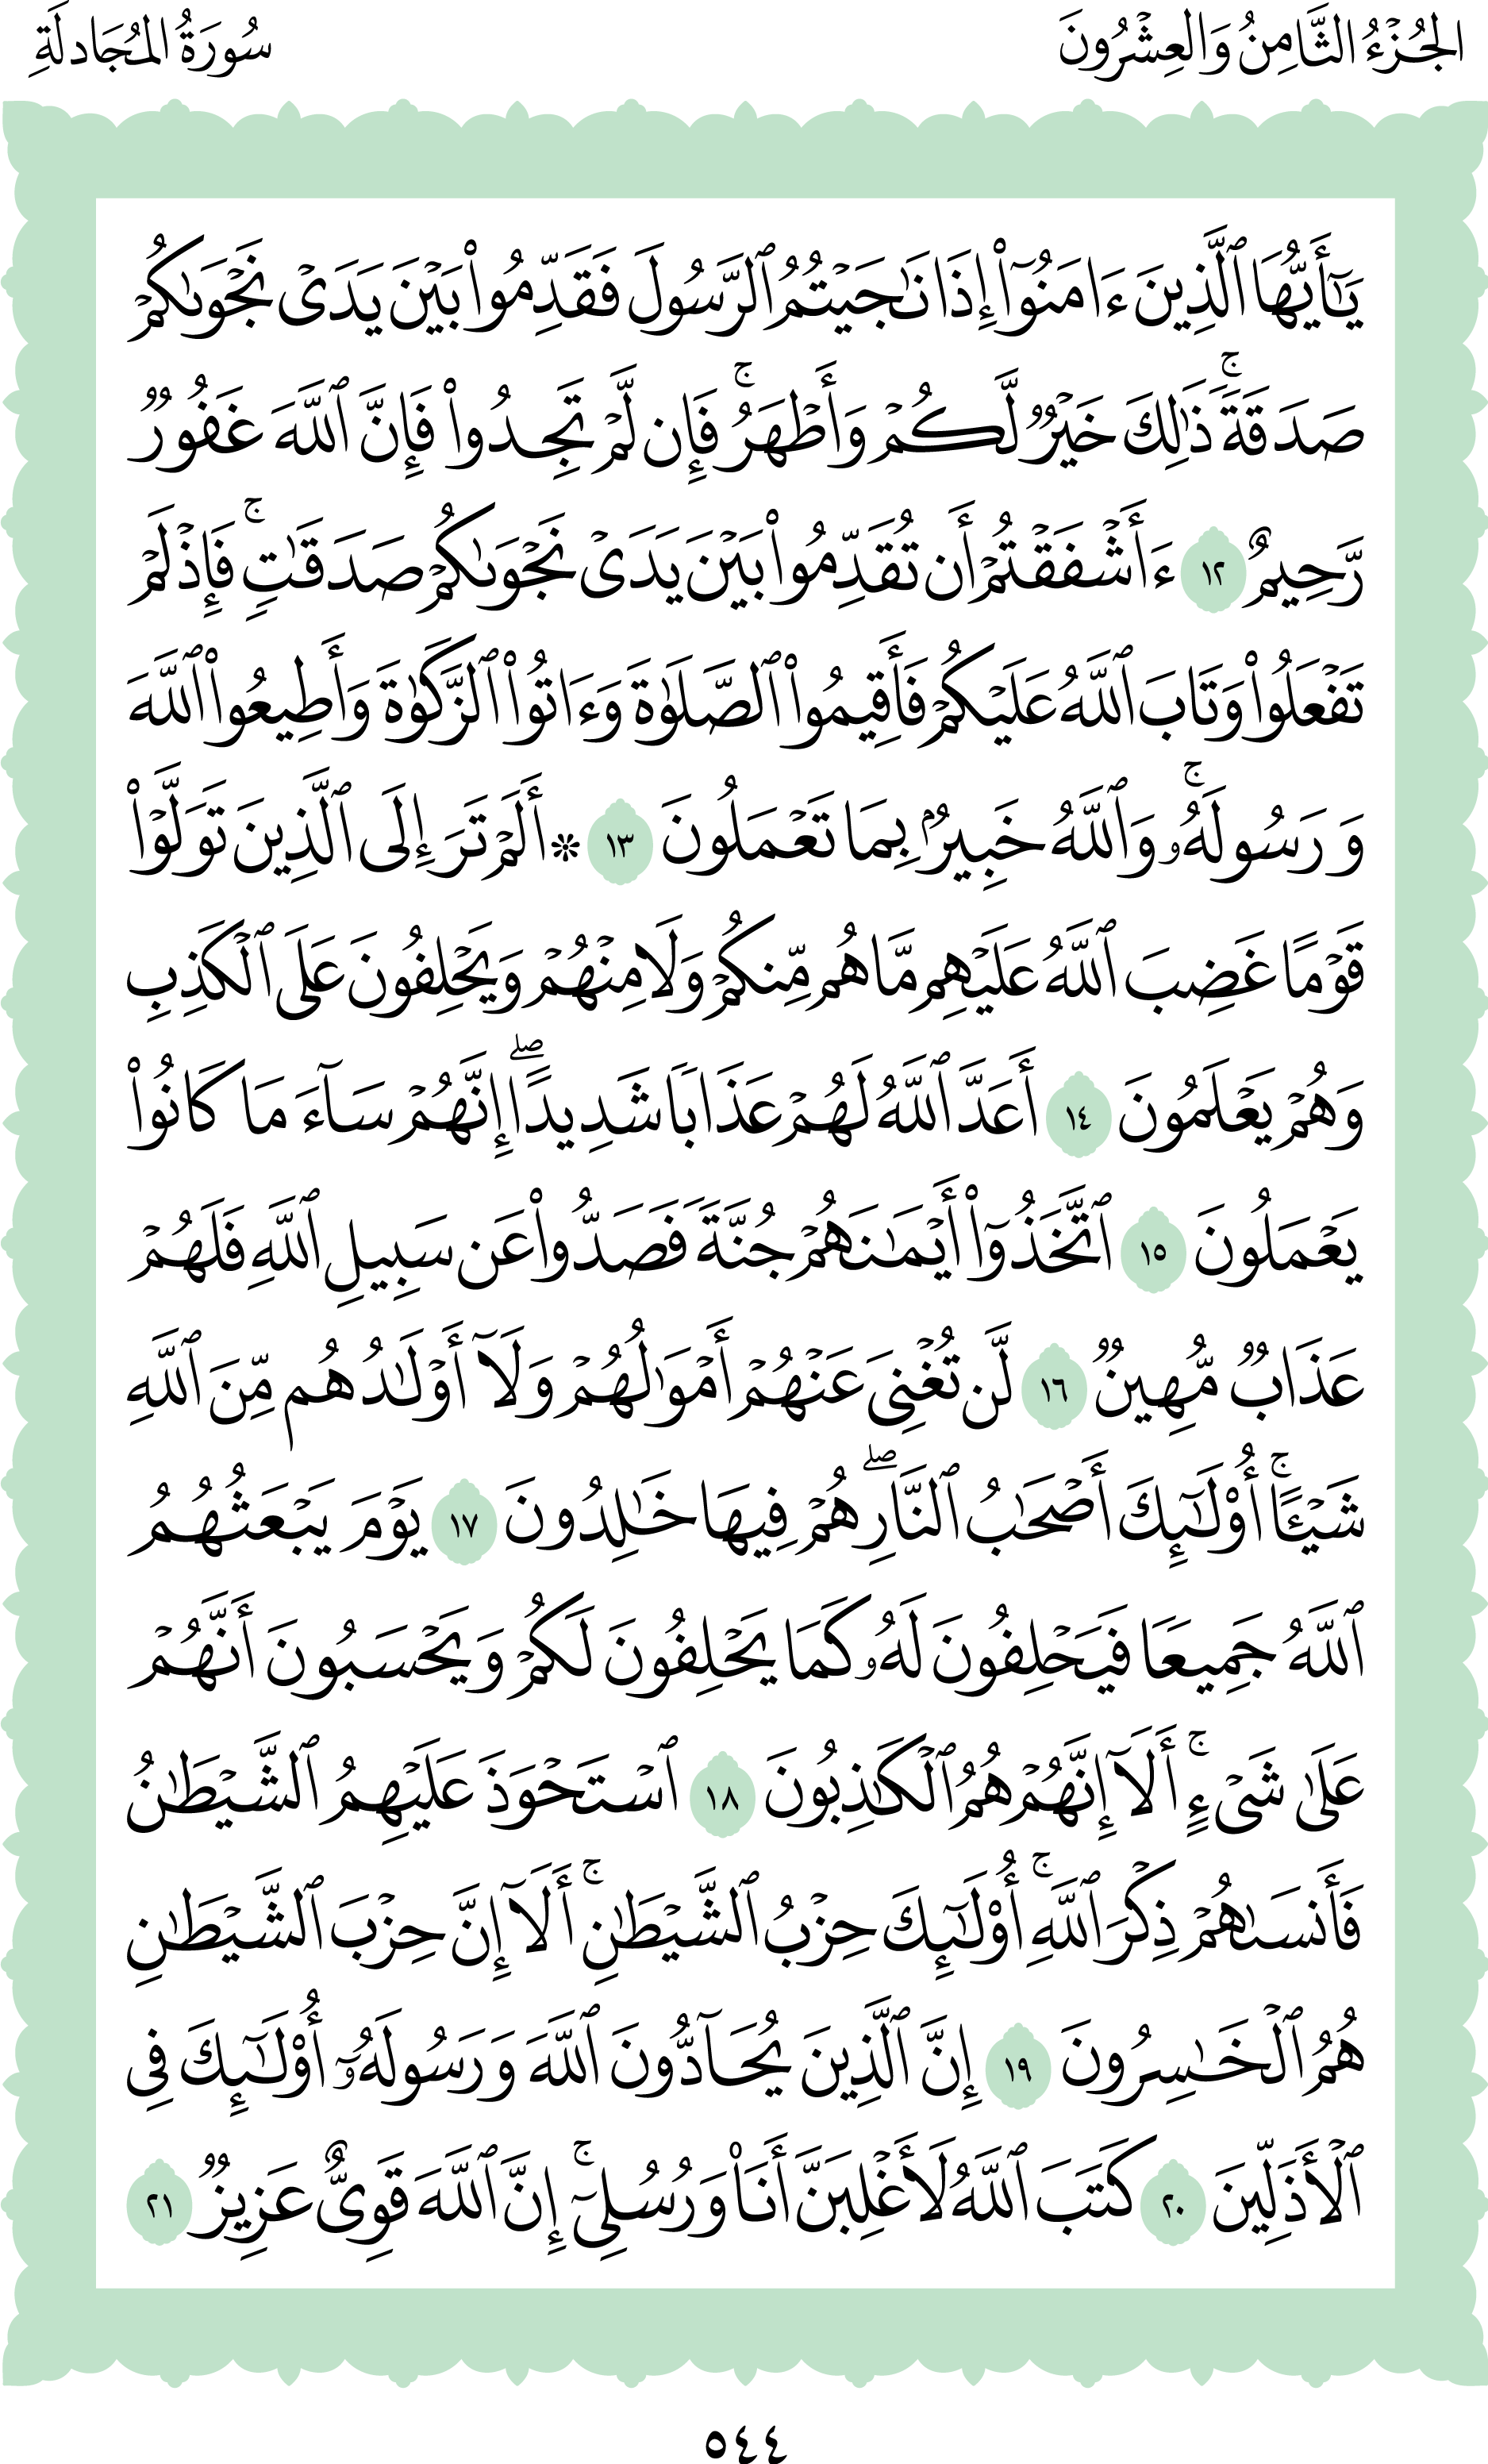 الجُزْءُ الثَّامِنُ وَالعِشْرُونَ
سُورَةُ المُجَادلَةِ
يَٰٓأَيُّهَا ٱلَّذِينَ ءَامَنُوٓاْ إِذَا نَٰجَيۡتُمُ ٱلرَّسُولَ فَقَدِّمُواْ بَيۡنَ يَدَيۡ نَجۡوَىٰكُمۡ
صَدَقَةٗۚ ذَٰلِكَ خَيۡرٞ لَّكُمۡ وَأَطۡهَرُۚ فَإِن لَّمۡ تَجِدُواْ فَإِنَّ ٱللَّهَ غَفُورٞ
رَّحِيمٌ ١٢ ءَأَشۡفَقۡتُمۡ أَن تُقَدِّمُواْ بَيۡنَ يَدَيۡ نَجۡوَىٰكُمۡ صَدَقَٰتٖۚ فَإِذۡ لَمۡ
تَفۡعَلُواْ وَتَابَ ٱللَّهُ عَلَيۡكُمۡ فَأَقِيمُواْ ٱلصَّلَوٰةَ وَءَاتُواْ ٱلزَّكَوٰةَ وَأَطِيعُواْ ٱللَّهَ
وَرَسُولَهُۥۚ وَٱللَّهُ خَبِيرُۢ بِمَا تَعۡمَلُونَ ١٣ ۞ أَلَمۡ تَرَ إِلَى ٱلَّذِينَ تَوَلَّوۡاْ
قَوۡمًا غَضِبَ ٱللَّهُ عَلَيۡهِم مَّا هُم مِّنكُمۡ وَلَا مِنۡهُمۡ وَيَحۡلِفُونَ عَلَى ٱلۡكَذِبِ
وَهُمۡ يَعۡلَمُونَ ١٤ أَعَدَّ ٱللَّهُ لَهُمۡ عَذَابٗا شَدِيدًاۖ إِنَّهُمۡ سَآءَ مَا كَانُواْ
يَعۡمَلُونَ ١٥ ٱتَّخَذُوٓاْ أَيۡمَٰنَهُمۡ جُنَّةٗ فَصَدُّواْ عَن سَبِيلِ ٱللَّهِ فَلَهُمۡ
عَذَابٞ مُّهِينٞ ١٦ لَّن تُغۡنِيَ عَنۡهُمۡ أَمۡوَٰلُهُمۡ وَلَآ أَوۡلَٰدُهُم مِّنَ ٱللَّهِ
شَيۡـًٔاۚ أُوْلَٰٓئِكَ أَصۡحَٰبُ ٱلنَّارِۖ هُمۡ فِيهَا خَٰلِدُونَ ١٧ يَوۡمَ يَبۡعَثُهُمُ
ٱللَّهُ جَمِيعٗا فَيَحۡلِفُونَ لَهُۥ كَمَا يَحۡلِفُونَ لَكُمۡ وَيَحۡسَبُونَ أَنَّهُمۡ
عَلَىٰ شَيۡءٍۚ أَلَآ إِنَّهُمۡ هُمُ ٱلۡكَٰذِبُونَ ١٨ ٱسۡتَحۡوَذَ عَلَيۡهِمُ ٱلشَّيۡطَٰنُ
فَأَنسَىٰهُمۡ ذِكۡرَ ٱللَّهِۚ أُوْلَٰٓئِكَ حِزۡبُ ٱلشَّيۡطَٰنِۚ أَلَآ إِنَّ حِزۡبَ ٱلشَّيۡطَٰنِ
هُمُ ٱلۡخَٰسِرُونَ ١٩ إِنَّ ٱلَّذِينَ يُحَآدُّونَ ٱللَّهَ وَرَسُولَهُۥٓ أُوْلَٰٓئِكَ فِي
ٱلۡأَذَلِّينَ ٢٠ كَتَبَ ٱللَّهُ لَأَغۡلِبَنَّ أَنَا۠ وَرُسُلِيٓۚ إِنَّ ٱللَّهَ قَوِيٌّ عَزِيزٞ ٢١
٥٤٤